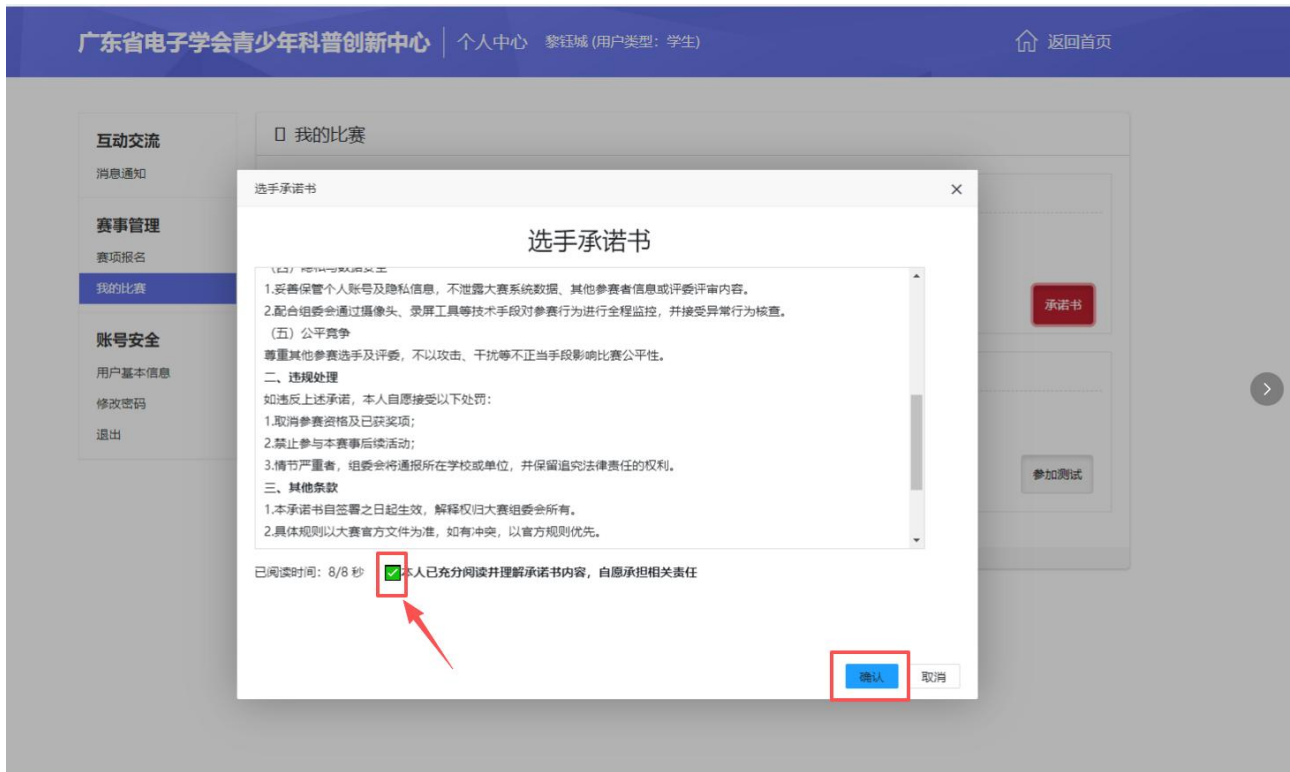 广东省电子学会青少年科普创新中心 个人中心 黎钰城 (用户类型：学生) 返回首页
互动交流
消息通知
赛事管理
赛项报名
我的比赛
账号安全
用户基本信息
修改密码
退出
我的比赛
承诺书
参加测试
选手承诺书
选手承诺书
（四）隐私与数据安全
1.妥善保管个人账号及隐私信息，不泄露大赛系统数据、其他参赛者信息或评委评审内容。
2.配合组委会通过摄像头、录屏工具等技术手段对参赛行为进行全程监控，并接受异常行为核查。
（五）公平竞争
尊重其他参赛选手及评委，不以攻击、干扰等不正当手段影响比赛公平性。
二、违规处理
如违反上述承诺，本人自愿接受以下处罚：
1.取消参赛资格及已获奖项；
2.禁止参与本赛事后续活动；
3.情节严重者，组委会将通报所在学校或单位，并保留追究法律责任的权利。
三、其他条款
1.本承诺书自签署之日起生效，解释权归大赛组委会所有。
2.具体规则以大赛官方文件为准，如有冲突，以官方规则优先。
已阅读时间：8/8 秒 本人已充分阅读并理解承诺书内容，自愿承担相关责任
确认 取消